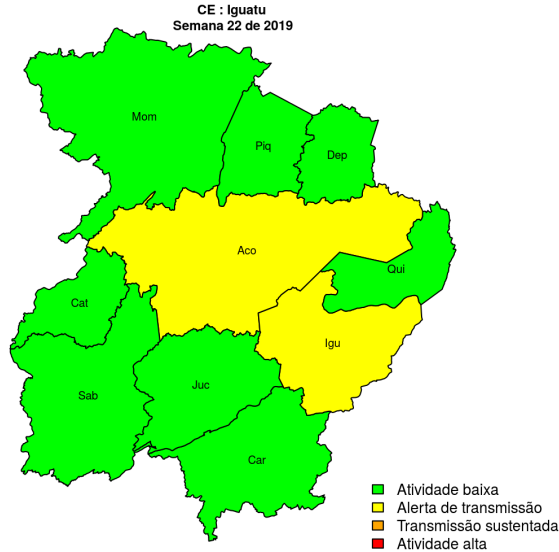 CE : Iguatu
Semana 22 de 2019
Mom
Piq
Dep
Aco
Qui
Cat
Igu
Juc
Sab
Car
Atividade baixa
Alerta de transmissão
Transmissão sustentada
Atividade alta